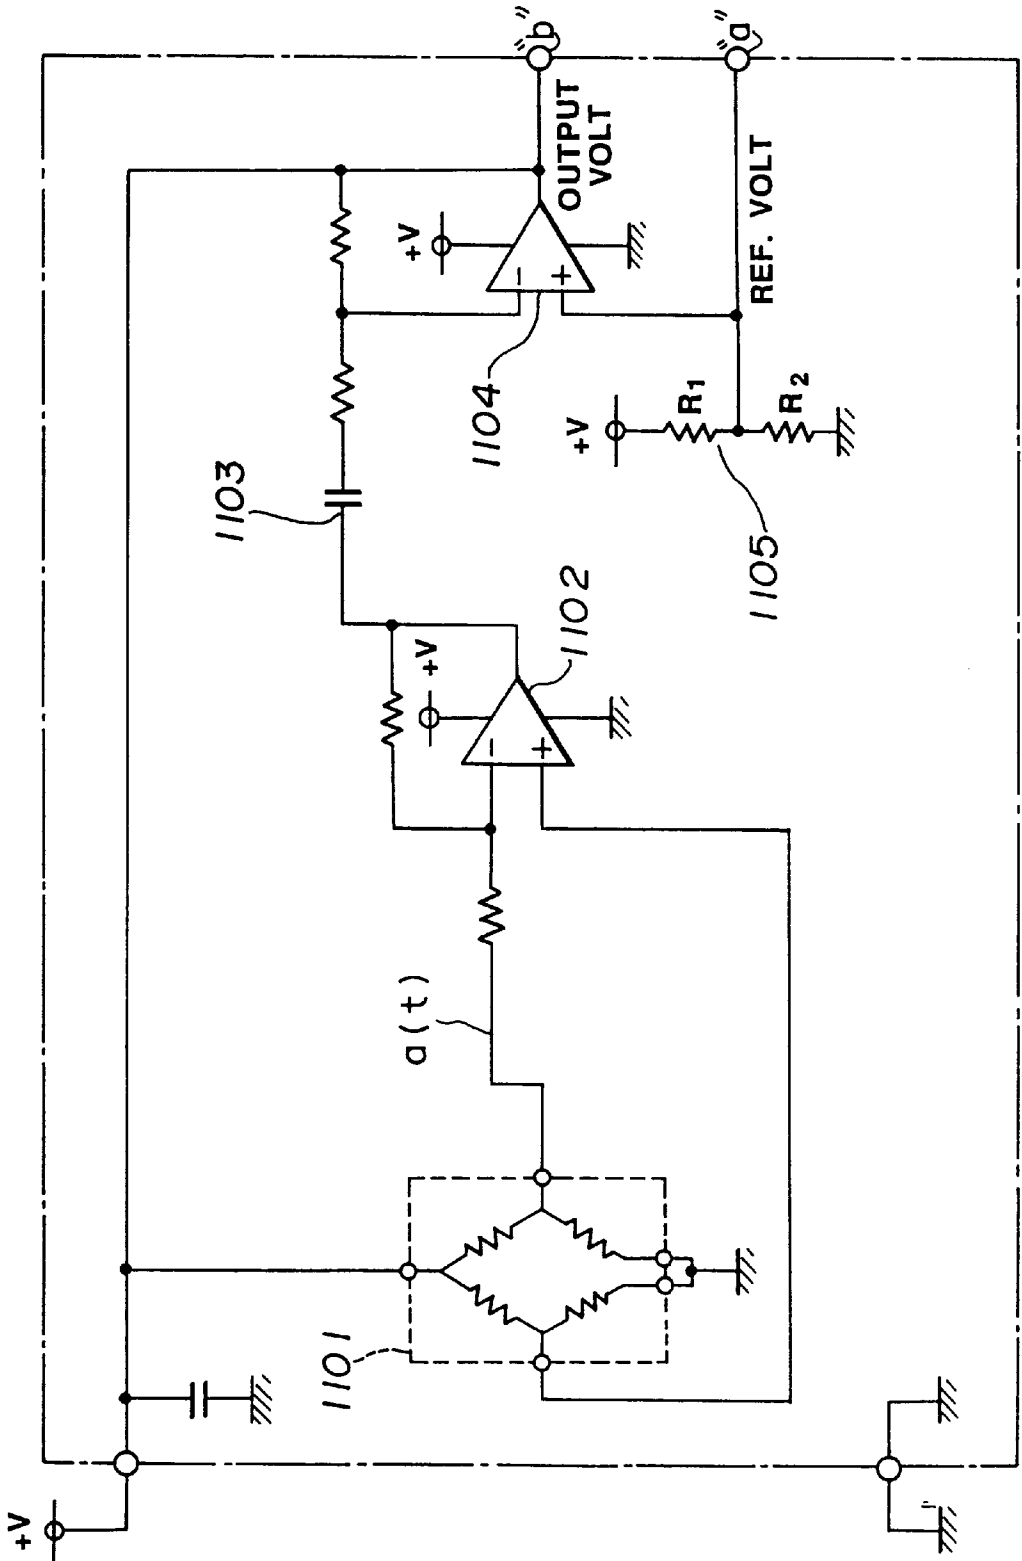 "b"
"a"
OUTPUT
VOLT
REF. VOLT
+V
1104
1103
+V
R1
R2
1105
+V
1102
a(t)
1101
+V